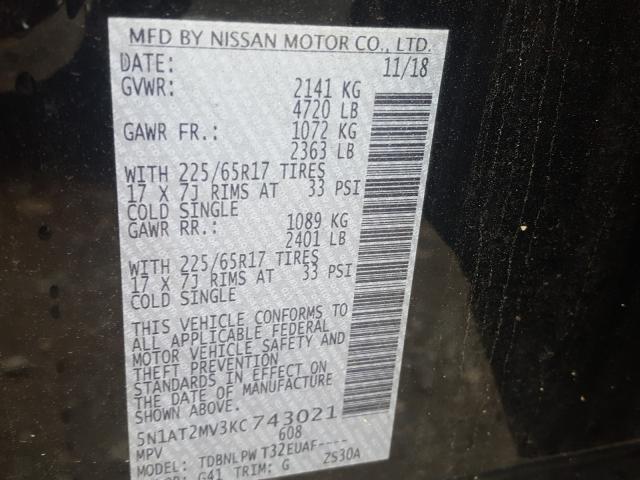 MFD BY NISSAN MOTOR CO., LTD.
DATE: 11/18
GVWR: 2141 KG
4720 LB
GAWR FR.: 1072 KG
2363 LB
WITH 225/65R17 TIRES
17 X 7J RIMS AT 33 PSI
COLD SINGLE
GAWR RR.: 1089 KG
2401 LB
WITH 225/65R17 TIRES
17 X 7J RIMS AT 33 PSI
COLD SINGLE
THIS VEHICLE CONFORMS TO
ALL APPLICABLE FEDERAL
MOTOR VEHICLE SAFETY AND
THEFT PREVENTION
STANDARDS IN EFFECT ON
THE DATE OF MANUFACTURE
SHOWN ABOVE.
5N1AT2MV3KC743021
MPV 608
MODEL: TDBNLPW T32EUAF----
G41 TRIM: G ZS30A